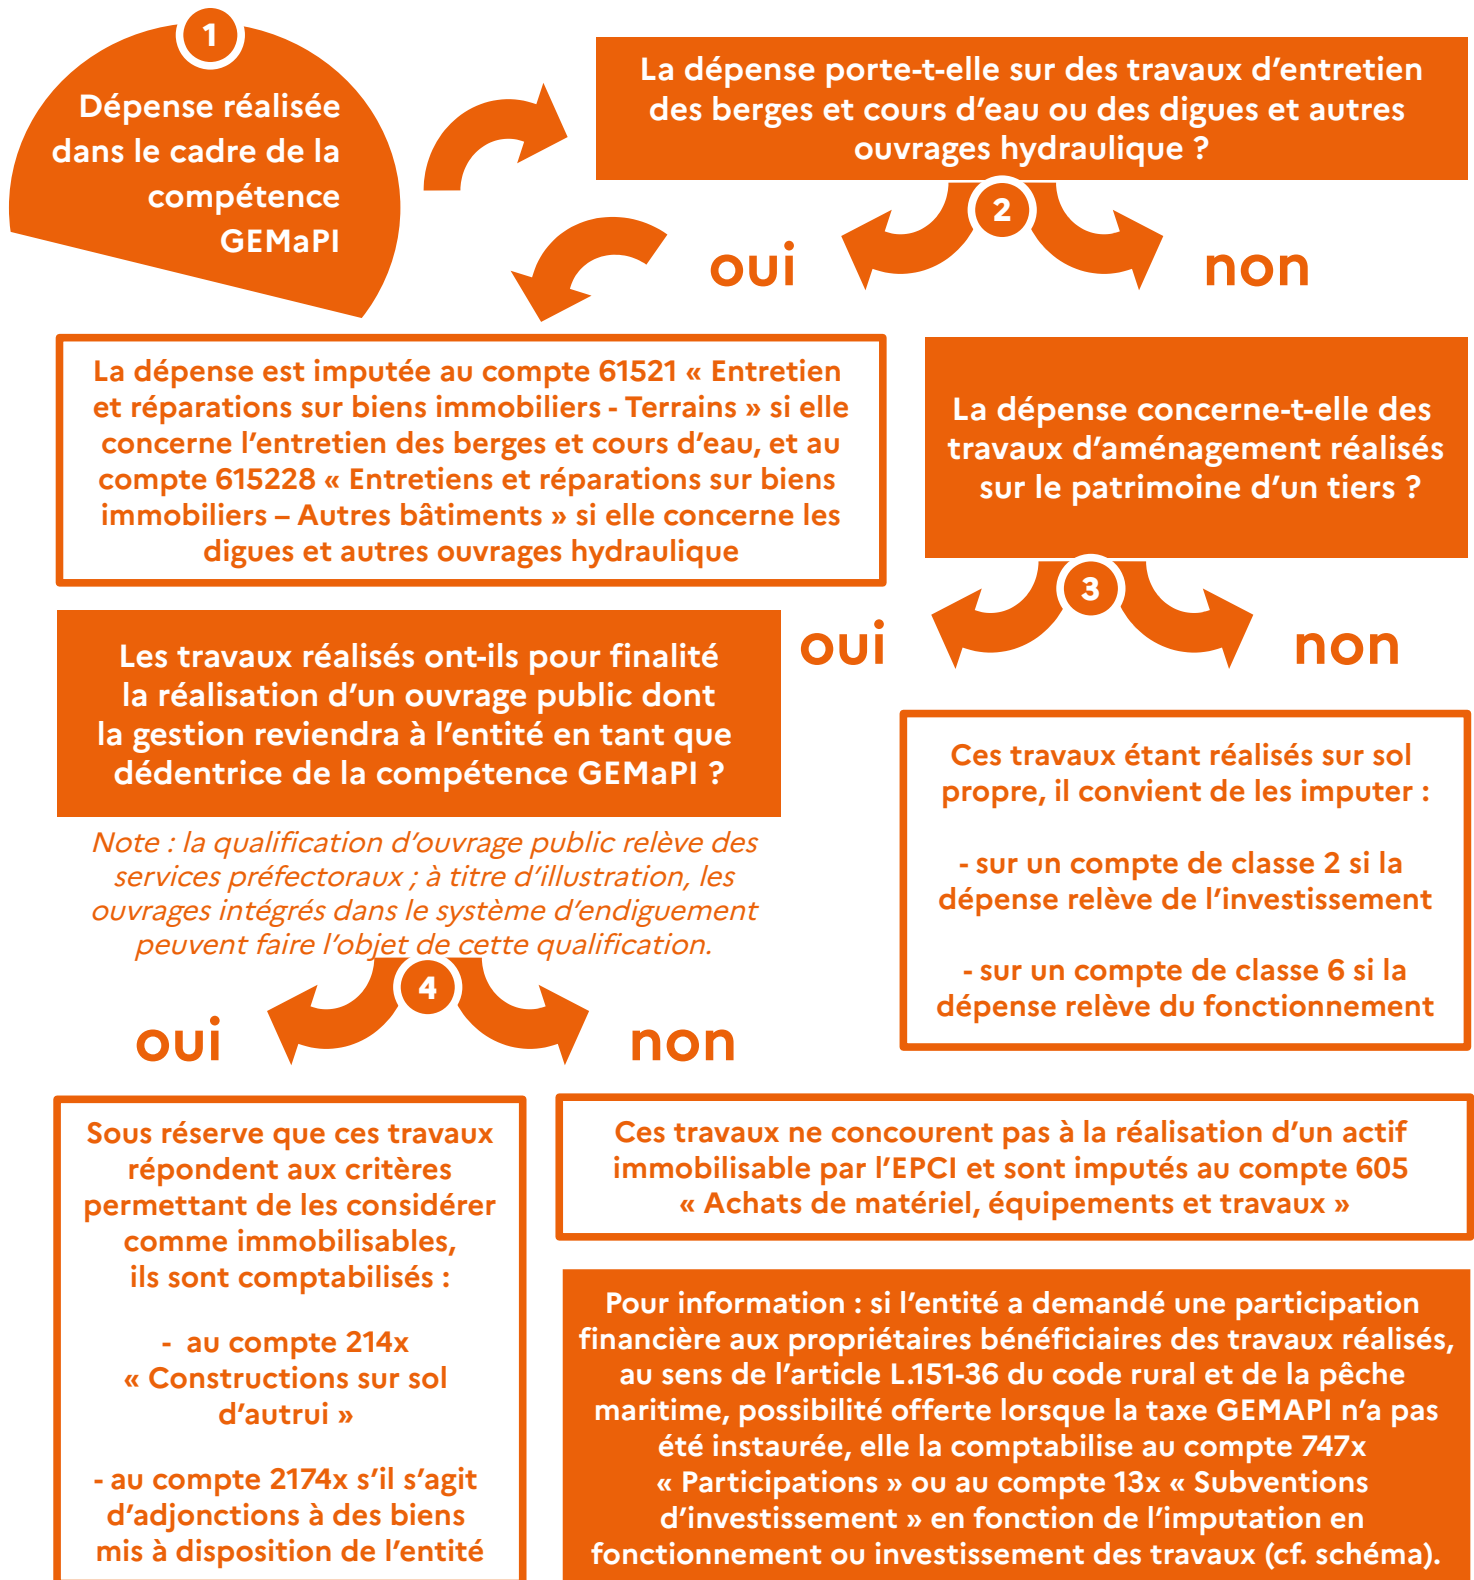 1
Dépense réalisée
dans le cadre de la
compétence
GEMaPI
La dépense porte-t-elle sur des travaux d'entretien
des berges et cours d'eau ou des digues et autres
ouvrages hydraulique ?
2
oui
non
La dépense est imputée au compte 61521 « Entretien
et réparations sur biens immobiliers - Terrains » si elle
concerne l'entretien des berges et cours d'eau, et au
compte 615228 « Entretiens et réparations sur biens
immobiliers – Autres bâtiments » si elle concerne les
digues et autres ouvrages hydraulique
La dépense concerne-t-elle des
travaux d'aménagement réalisés
sur le patrimoine d'un tiers ?
3
oui
non
Les travaux réalisés ont-ils pour finalité
la réalisation d'un ouvrage public dont
la gestion reviendra à l'entité en tant que
dédentrice de la compétence GEMaPI ?
Note : la qualification d'ouvrage public relève des
services préfectoraux ; à titre d'illustration, les
ouvrages intégrés dans le système d'endiguement
peuvent faire l'objet de cette qualification.
Ces travaux étant réalisés sur sol
propre, il convient de les imputer :
- sur un compte de classe 2 si la
dépense relève de l'investissement
- sur un compte de classe 6 si la
dépense relève du fonctionnement
4
oui
non
Sous réserve que ces travaux
répondent aux critères
permettant de les considérer
comme immobilisables,
ils sont comptabilisés :
- au compte 214x
« Constructions sur sol
d'autrui »
- au compte 2174x s'il s'agit
d'adjonctions à des biens
mis à disposition de l'entité
Ces travaux ne concourent pas à la réalisation d'un actif
immobilisable par l'EPCI et sont imputés au compte 605
« Achats de matériel, équipements et travaux »
Pour information : si l'entité a demandé une participation
financière aux propriétaires bénéficiaires des travaux réalisés,
au sens de l'article L.151-36 du code rural et de la pêche
maritime, possibilité offerte lorsque la taxe GEMAPI n'a pas
été instaurée, elle la comptabilise au compte 747x
« Participations » ou au compte 13x « Subventions
d'investissement » en fonction de l'imputation en
fonctionnement ou investissement des travaux (cf. schéma).